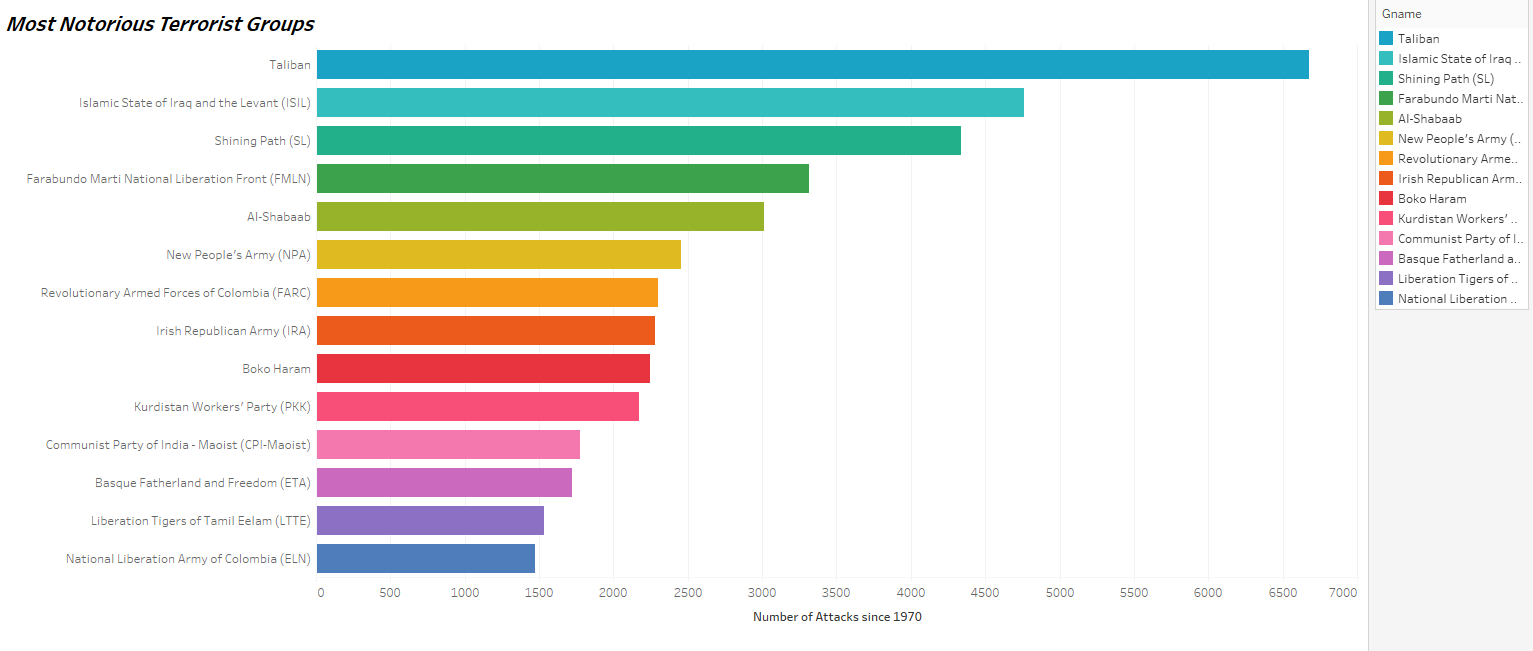 Most Notorious Terrorist Groups
Taliban
Islamic State of Iraq and the Levant (ISIL)
Shining Path (SL)
Farabundo Marti National Liberation Front (FMLN)
Al-Shabaab
New People's Army (NPA)
Revolutionary Armed Forces of Colombia (FARC)
Irish Republican Army (IRA)
Boko Haram
Kurdistan Workers' Party (PKK)
Communist Party of India - Maoist (CPI-Maoist)
Basque Fatherland and Freedom (ETA)
Liberation Tigers of Tamil Eelam (LTTE)
National Liberation Army of Colombia (ELN)
0 500 1000 1500 2000 2500 3000 3500 4000 4500 5000 5500 6000 6500 7000
Number of Attacks since 1970
Gname
Taliban
Islamic State of Iraq ..
Shining Path (SL)
Farabundo Marti Nat..
Al-Shabaab
New People's Army (..
Revolutionary Arme..
Irish Republican Arm..
Boko Haram
Kurdistan Workers' ..
Communist Party of I..
Basque Fatherland a..
Liberation Tigers of ..
National Liberation ..